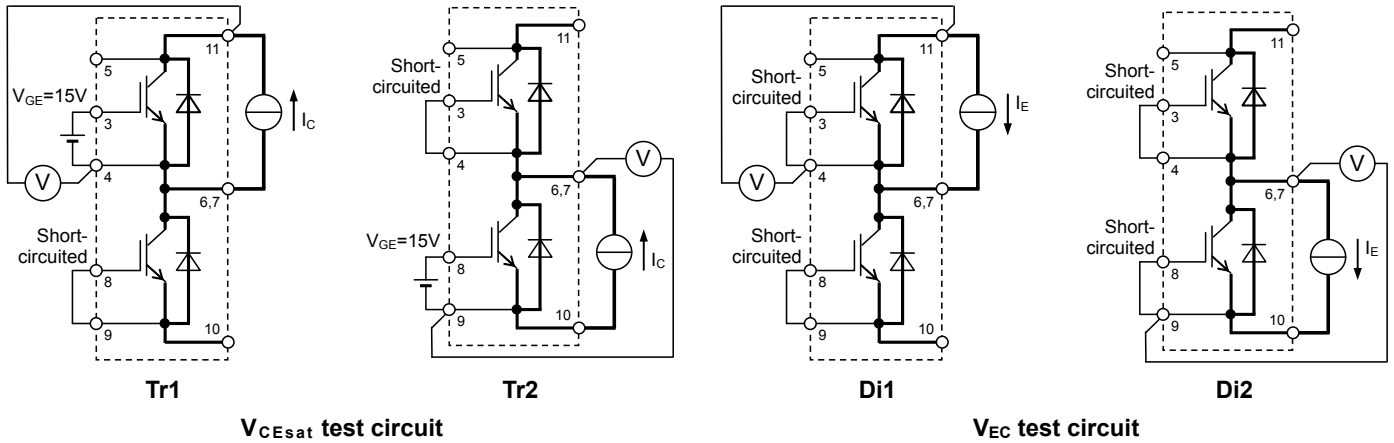 11
5
Short-
circuited
V_GE=15V
3
I_C
V
4
6,7
Short-
circuited
8
9
10
Tr1
11
5
Short-
circuited
3
4
V
6,7
V_GE=15V
8
I_C
9
10
Tr2
V_CEsat test circuit
11
5
Short-
circuited
3
I_E
V
4
6,7
Short-
circuited
8
9
10
Di1
11
5
Short-
circuited
3
4
V
6,7
Short-
circuited
8
I_E
9
10
Di2
V_EC test circuit